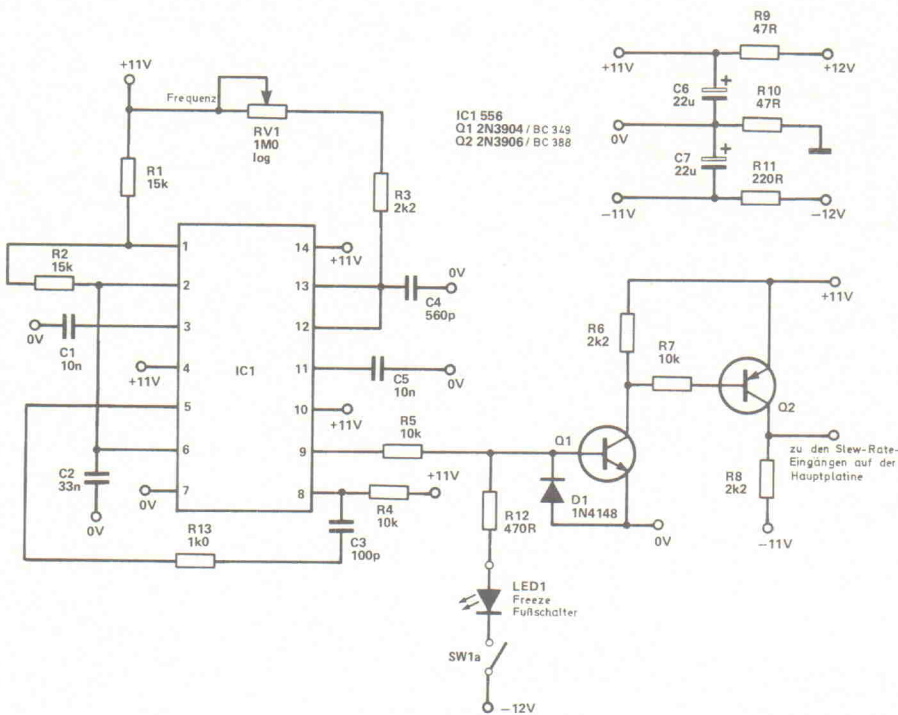 +11V
Frequenz
RV1
1M0
log
R1
15k
R3
2k2
IC1 556
Q1 2N3904 / BC 349
Q2 2N3906 / BC 388
R9
47R
+11V
+12V
C6
22u
+
R10
47R
0V
C7
22u
+
R11
220R
–11V
–12V
R2
15k
1
2
3
4
5
6
7
14
13
12
11
10
9
8
IC1
+11V
0V
C4
560p
0V
C1
10n
+11V
C5
10n
0V
+11V
R5
10k
+11V
R4
10k
C3
100p
C2
33n
0V
0V
R13
1k0
R6
2k2
R7
10k
+11V
Q1
Q2
R12
470R
D1
1N4148
0V
R8
2k2
–11V
zu den Slew-Rate-
Eingängen auf der
Hauptplatine
LED1
Freeze
Fußschalter
SW1a
–12V